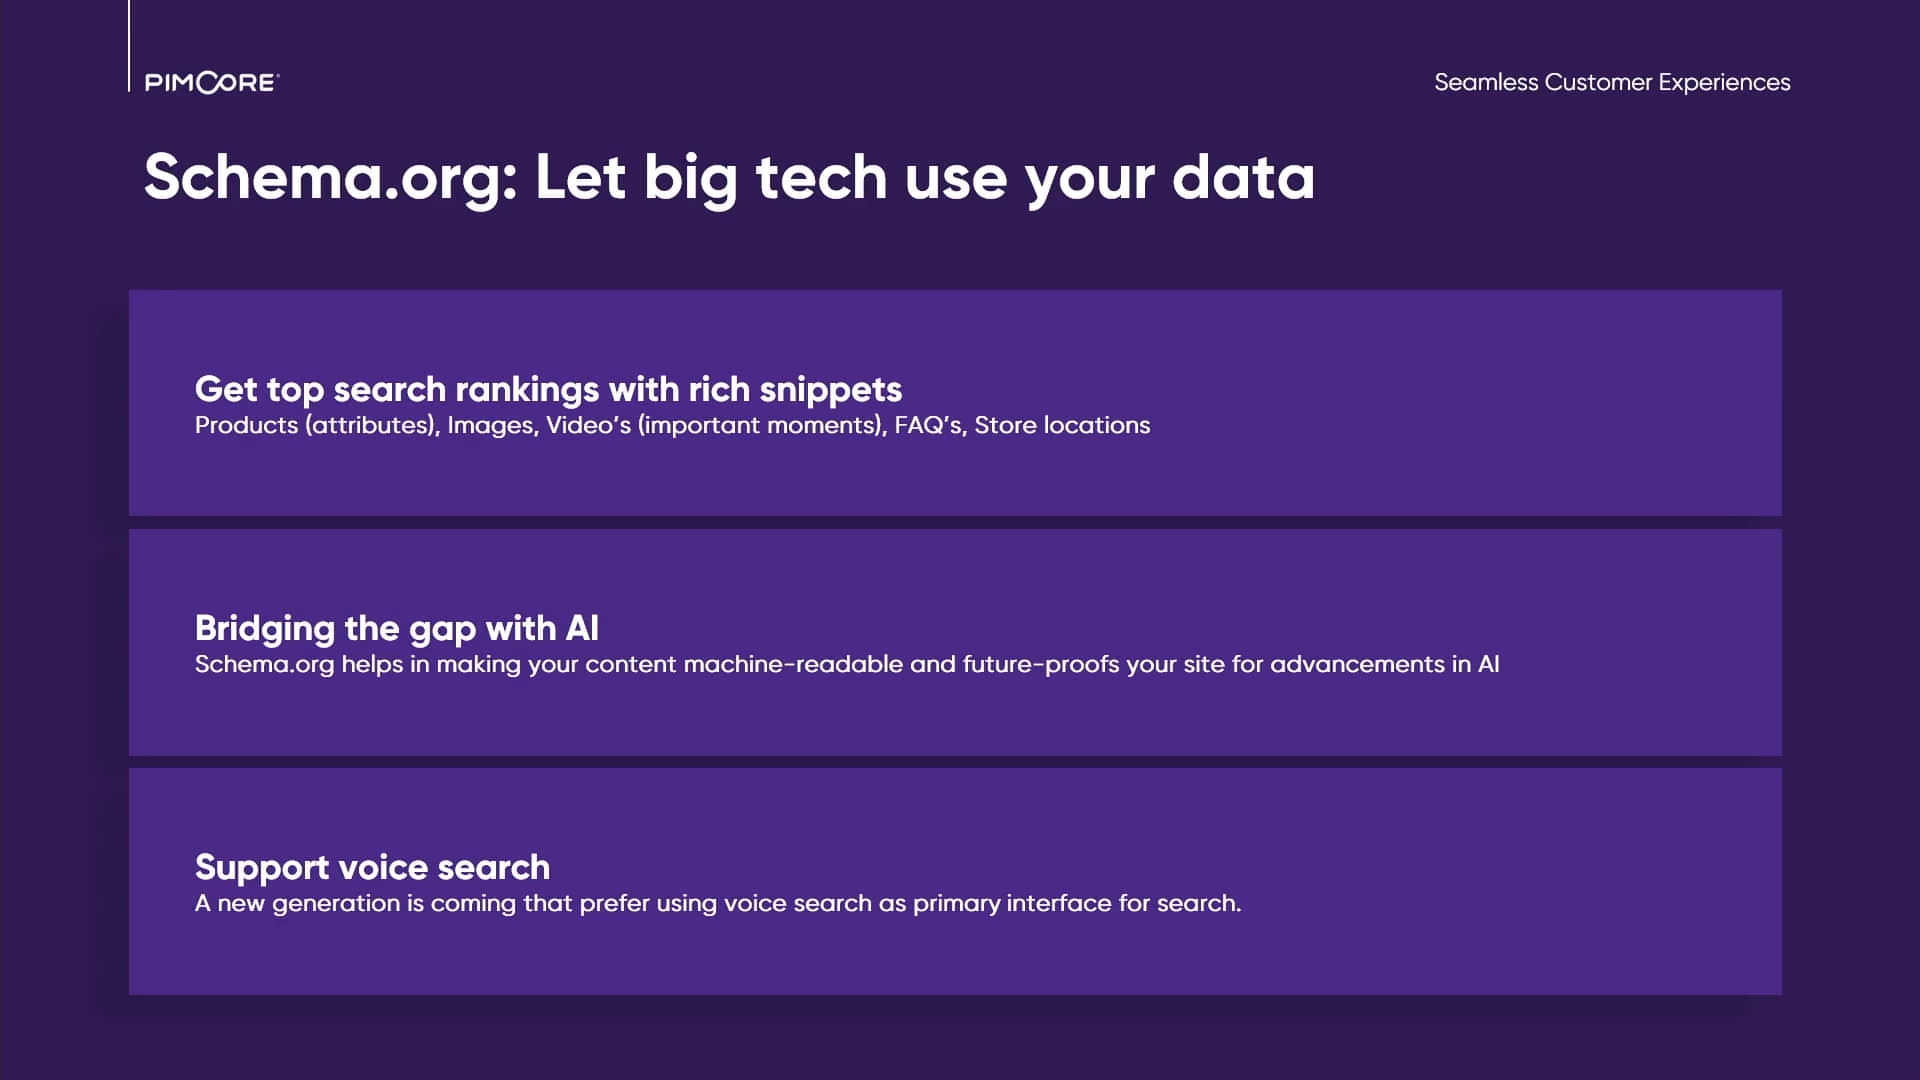 PIMCORE®
Seamless Customer Experiences
Schema.org: Let big tech use your data
Get top search rankings with rich snippets
Products (attributes), Images, Video’s (important moments), FAQ’s, Store locations
Bridging the gap with AI
Schema.org helps in making your content machine-readable and future-proofs your site for advancements in AI
Support voice search
A new generation is coming that prefer using voice search as primary interface for search.